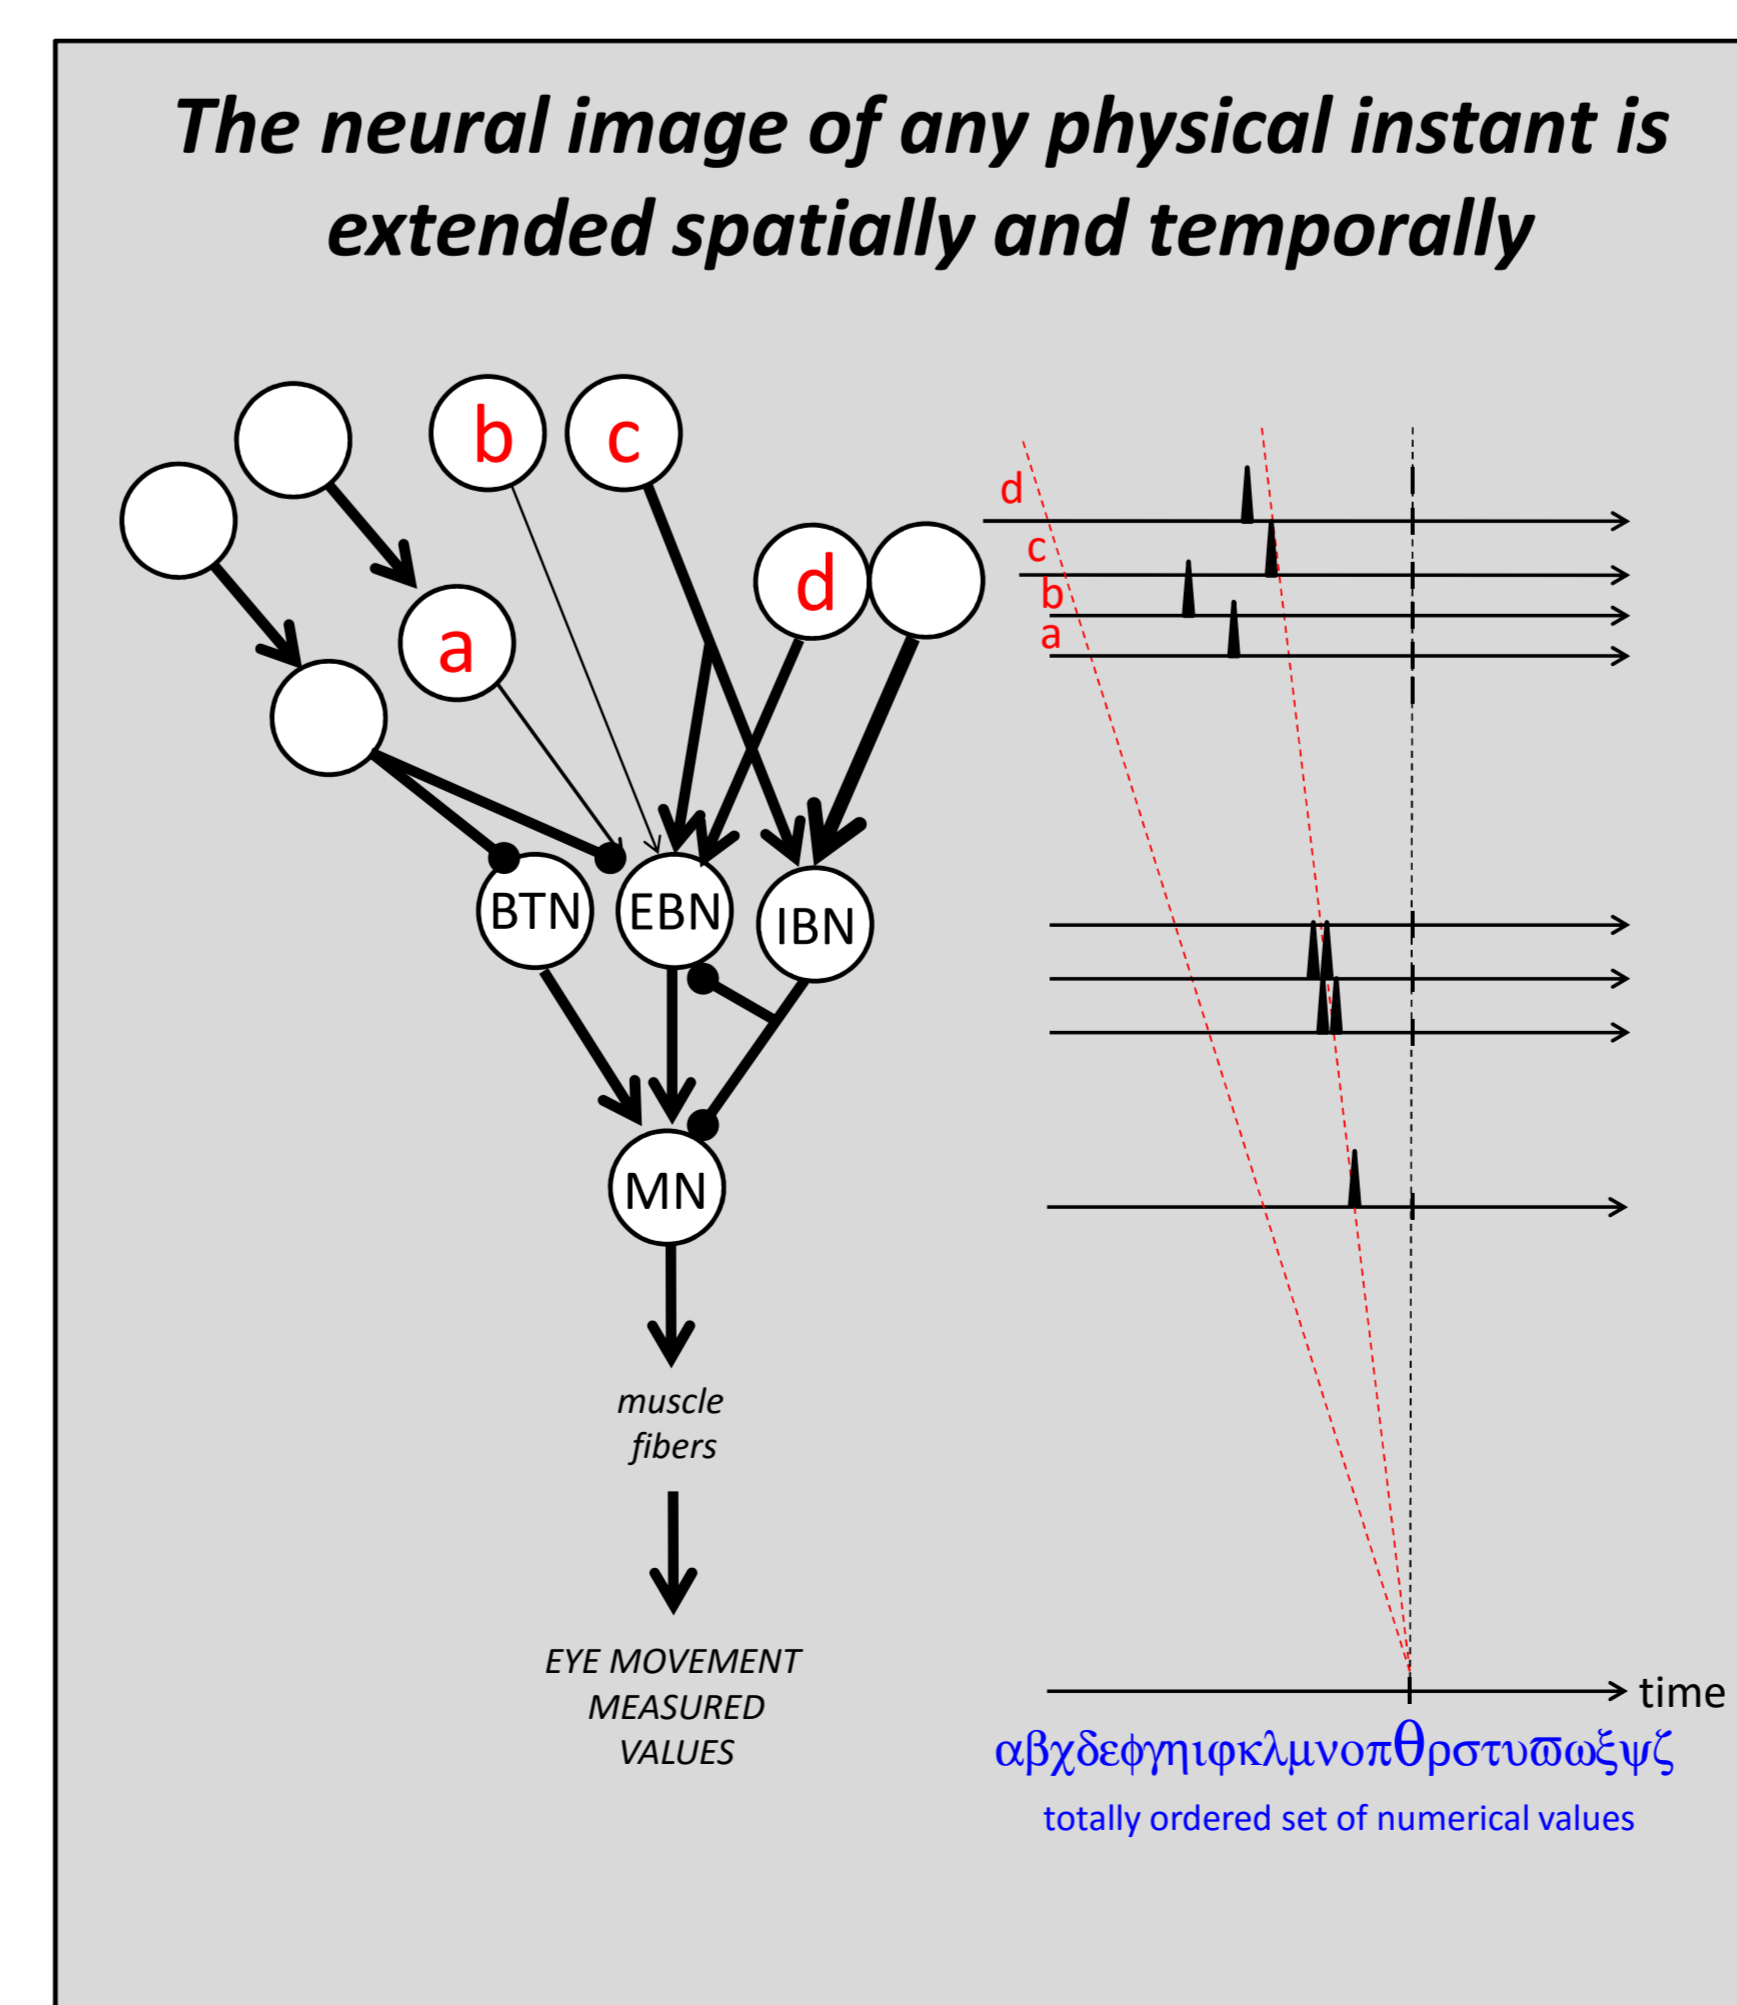 The neural image of any physical instant is
extended spatially and temporally
b
c
d
a
d
c
b
a
BTN
EBN
IBN
MN
muscle
fibers
EYE MOVEMENT
MEASURED
VALUES
time
αβχδεϕγηιφκλμνοπθρστυϖωξψζ
totally ordered set of numerical values